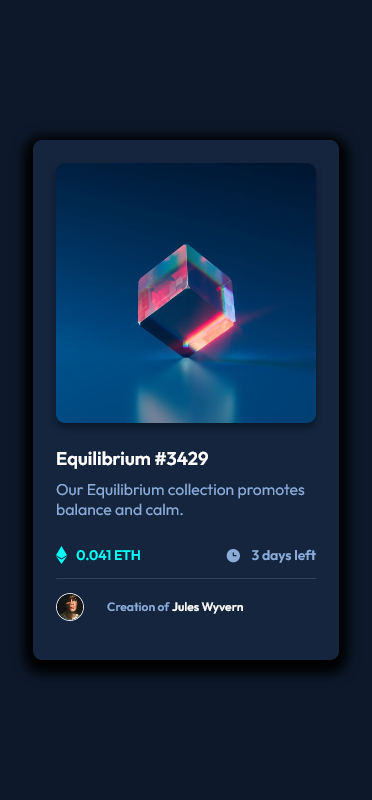 Equilibrium #3429
Our Equilibrium collection promotes
balance and calm.
0.041 ETH
3 days left
Creation of Jules Wyvern